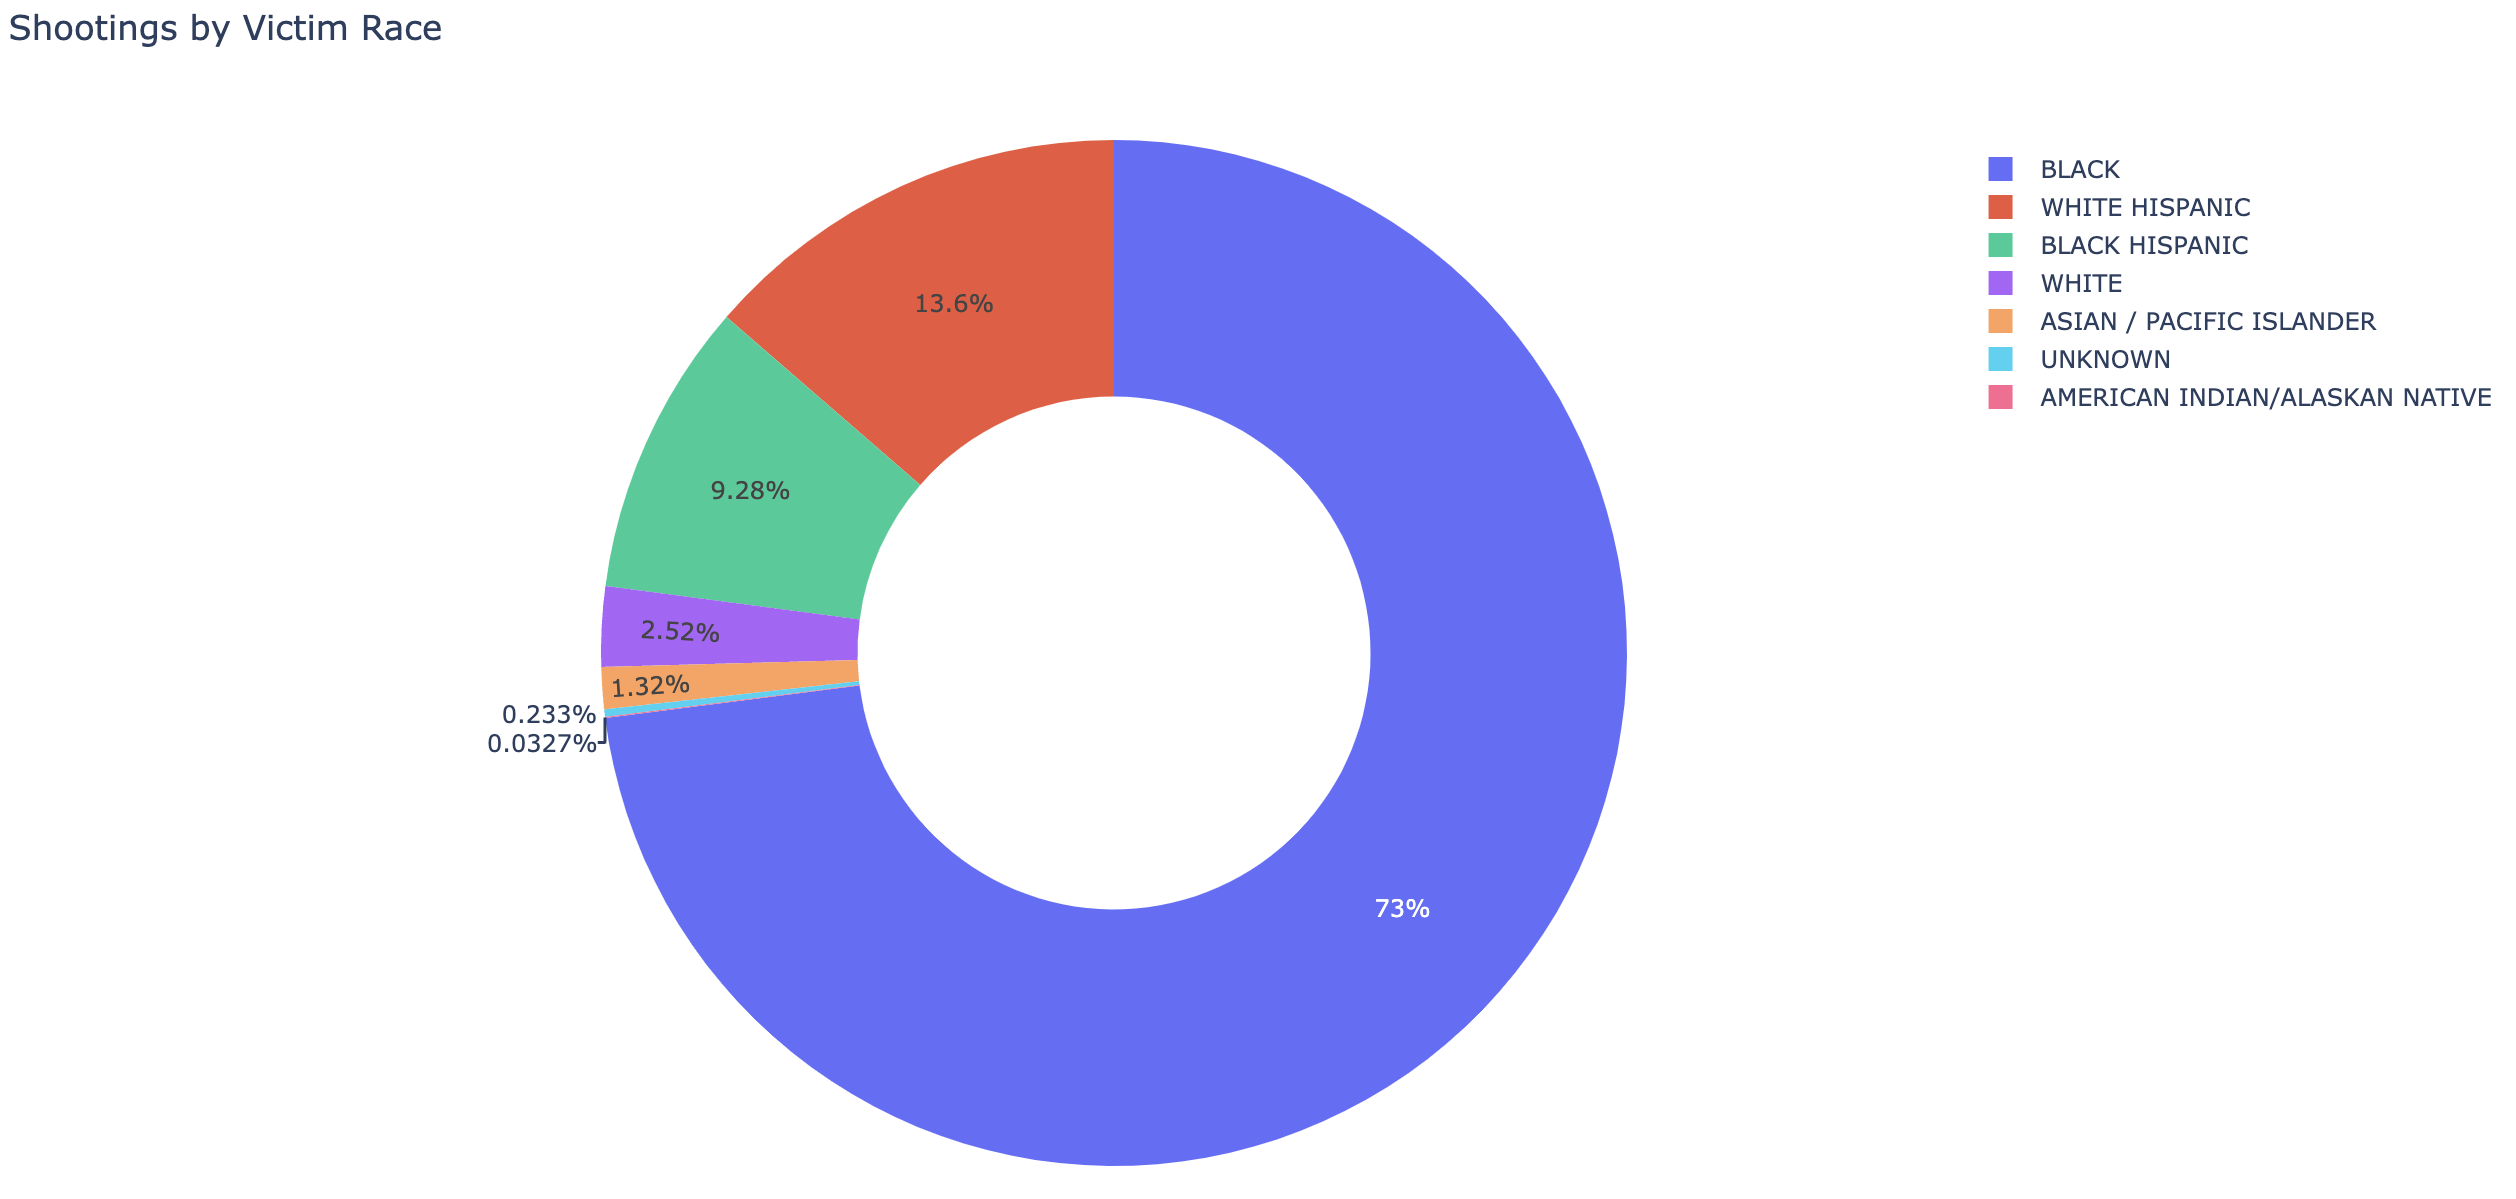 Shootings by Victim Race
BLACK
WHITE HISPANIC
BLACK HISPANIC
WHITE
ASIAN / PACIFIC ISLANDER
UNKNOWN
AMERICAN INDIAN/ALASKAN NATIVE
13.6%
9.28%
2.52%
1.32%
0.233%
0.0327%
73%